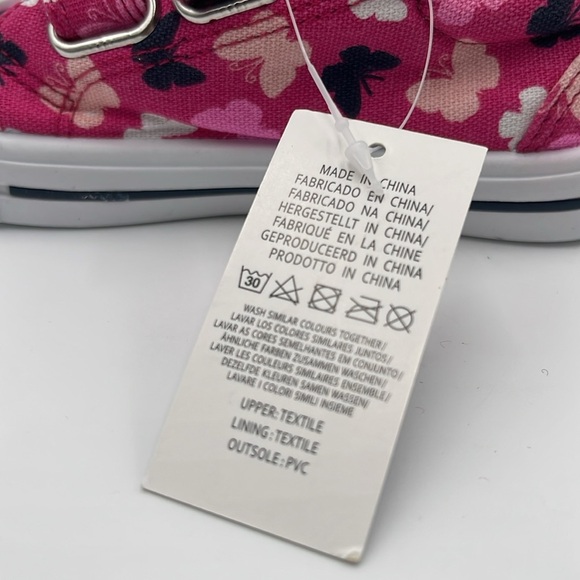 MADE IN CHINA
FABRICADO EN CHINA/
FABRICADO NA CHINA/
HERGESTELLT IN CHINA/
FABRIQUÉ EN LA CHINE
GEPRODUCEERD IN CHINA
PRODOTTO IN CHINA
30
WASH SIMILAR COLOURS TOGETHER/
LAVAR LOS COLORES SIMILARES JUNTOS/
LAVAR AS CORES SEMELHANTES EM CONJUNTO/
ÄHNLICHE FARBEN ZUSAMMEN WASCHEN/
LAVER LES COULEURS SIMILAIRES ENSEMBLE/
DEZELFDE KLEUREN SAMEN WASSEN/
LAVARE I COLORI SIMILI INSIEME
UPPER:TEXTILE
LINING:TEXTILE
OUTSOLE:PVC